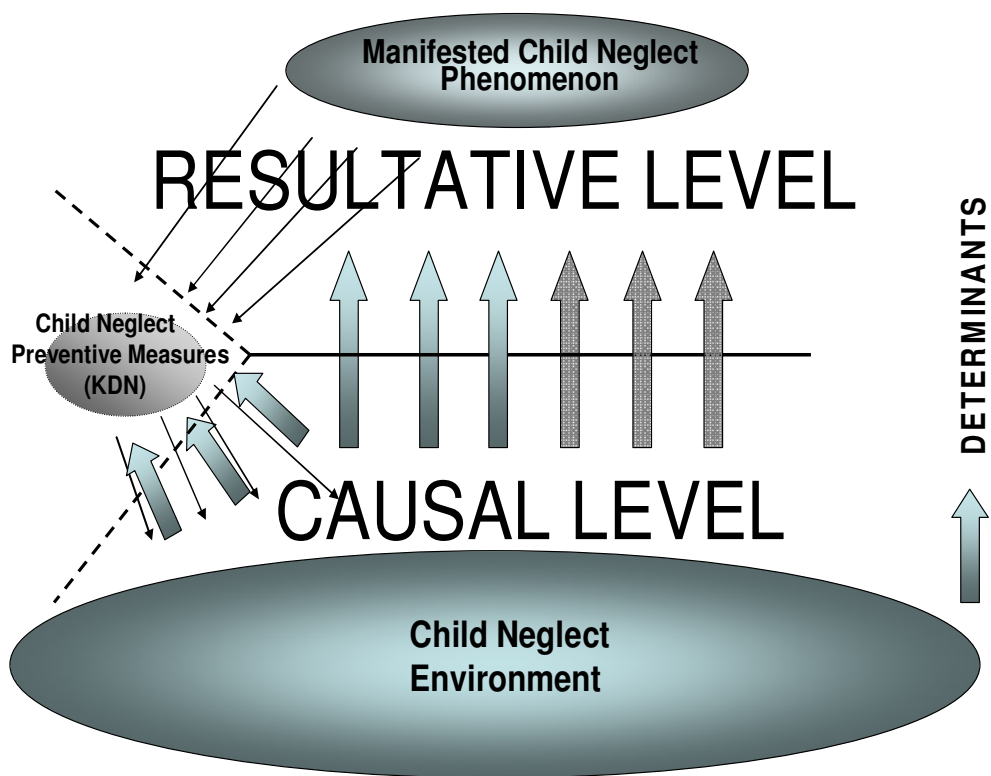 Manifested Child Neglect
Phenomenon
RESULTATIVE LEVEL
DETERMINANTS
Child Neglect
Preventive Measures
(KDN)
CAUSAL LEVEL
Child Neglect
Environment